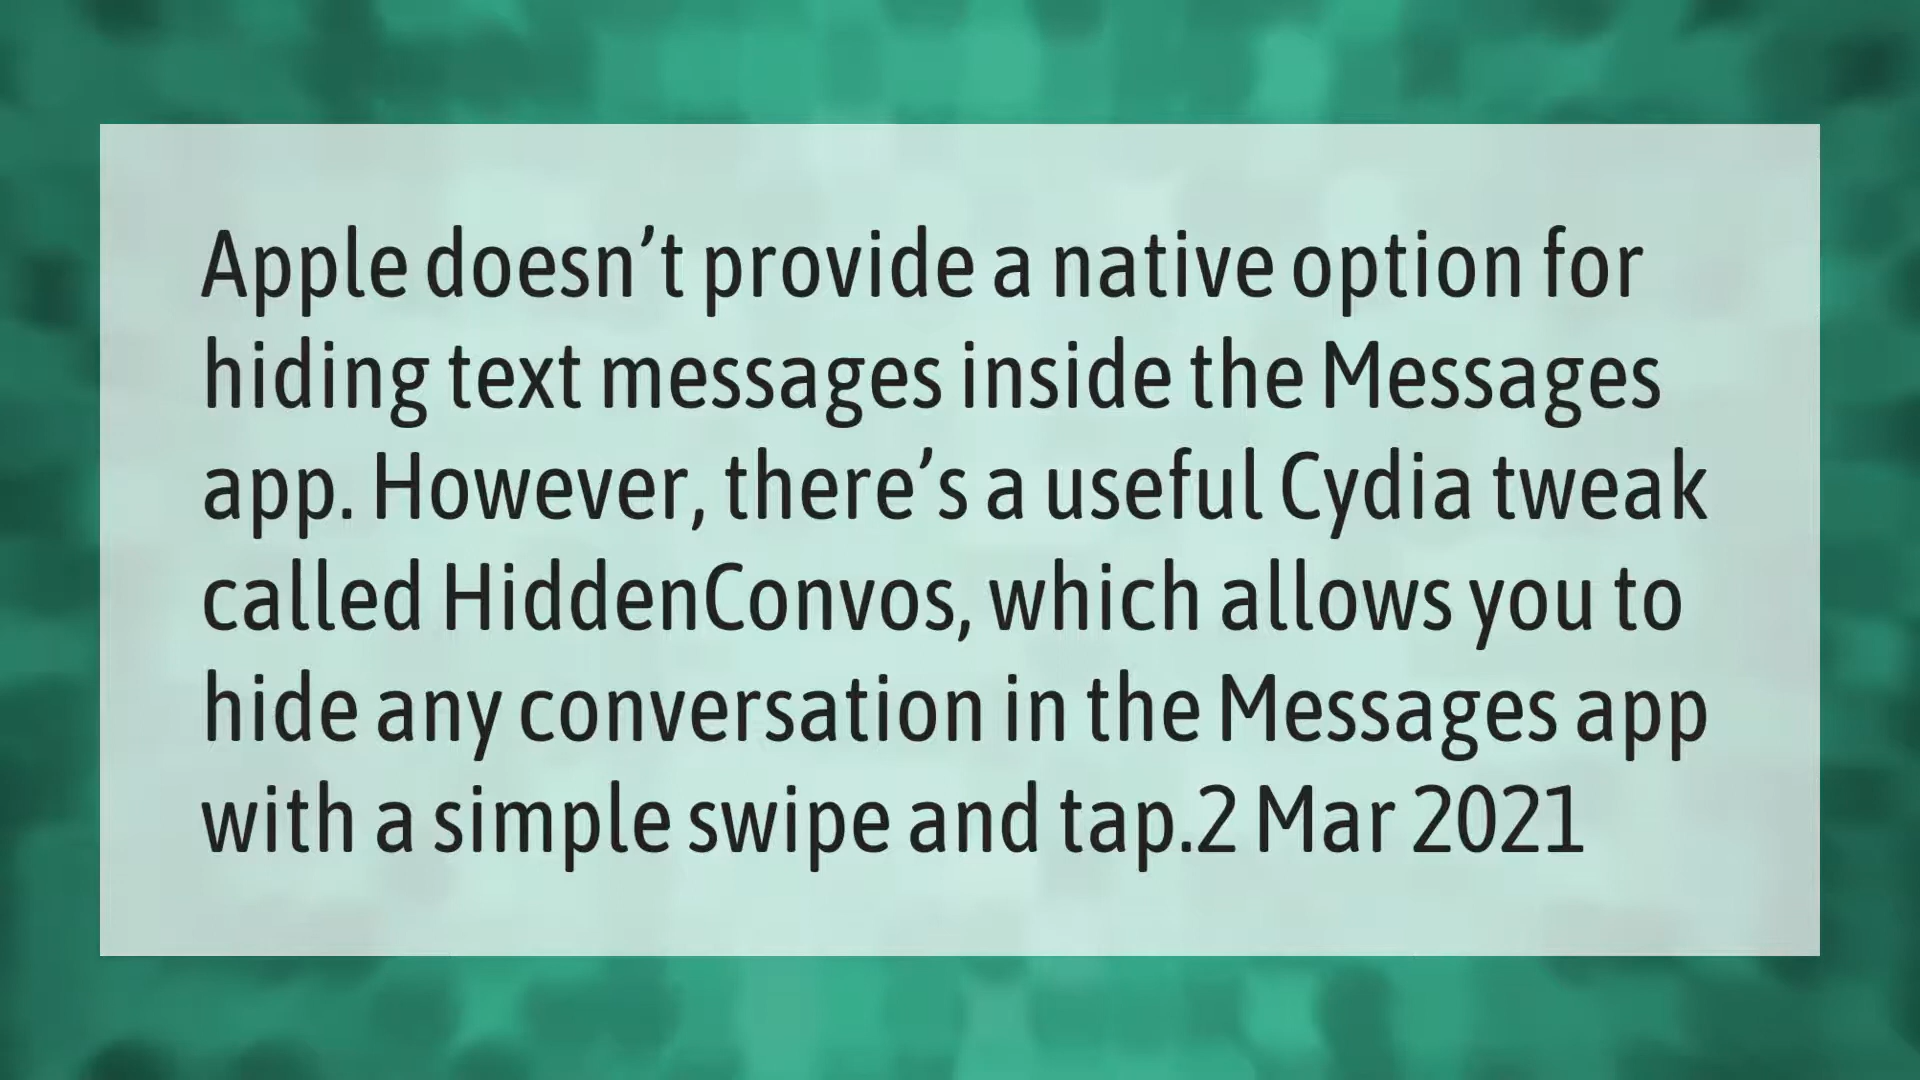 Apple doesn’t provide a native option for
hiding text messages inside the Messages
app. However, there’s a useful Cydia tweak
called HiddenConvos, which allows you to
hide any conversation in the Messages app
with a simple swipe and tap.2 Mar 2021